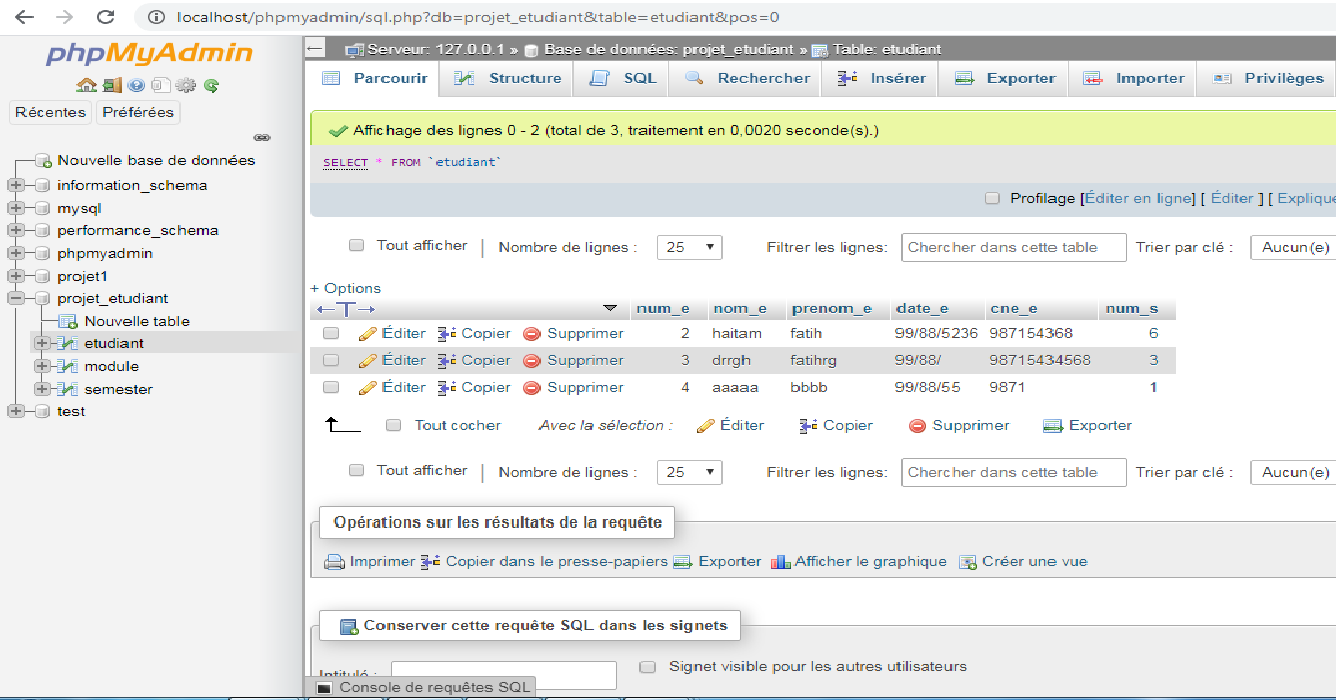 localhost/phpmyadmin/sql.php?db=projet_etudiant&table=etudiant&pos=0
phpMyAdmin
Récentes Préférées
Nouvelle base de données
information_schema
mysql
performance_schema
phpmyadmin
projet1
projet_etudiant
Nouvelle table
etudiant
module
semester
test
Serveur: 127.0.0.1 » Base de données: projet_etudiant » Table: etudiant
Parcourir Structure SQL Rechercher Insérer Exporter Importer Privilèges
Affichage des lignes 0 - 2 (total de 3, traitement en 0,0020 seconde(s).)
SELECT * FROM `etudiant`
Profilage [Éditer en ligne] [ Éditer ] [ Explique
Tout afficher | Nombre de lignes : 25 Filtrer les lignes: Chercher dans cette table Trier par clé : Aucun(e)
+ Options
←T→ num_e nom_e prenom_e date_e cne_e num_s
Éditer Copier Supprimer 2 haitam fatih 99/88/5236 987154368 6
Éditer Copier Supprimer 3 drrgh fatihrg 99/88/ 98715434568 3
Éditer Copier Supprimer 4 aaaaa bbbb 99/88/55 9871 1
Tout cocher Avec la sélection : Éditer Copier Supprimer Exporter
Tout afficher | Nombre de lignes : 25 Filtrer les lignes: Chercher dans cette table Trier par clé : Aucun(e)
Opérations sur les résultats de la requête
Imprimer Copier dans le presse-papiers Exporter Afficher le graphique Créer une vue
Conserver cette requête SQL dans les signets
Intitulé : Signet visible pour les autres utilisateurs
Console de requêtes SQL